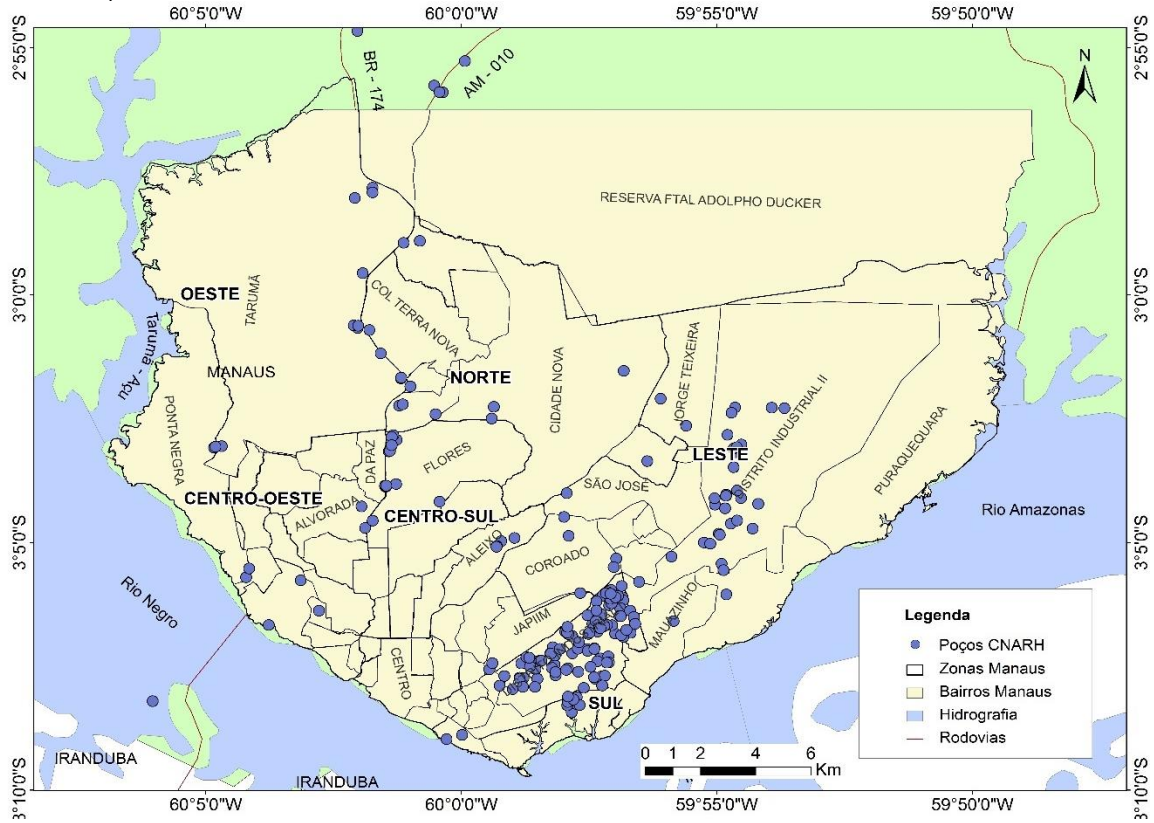 60°5'0"W 60°0'0"W 59°55'0"W 59°50'0"W
2°55'0"S 2°55'0"S
BR - 174
AM - 010
N
RESERVA FTAL ADOLPHO DUCKER
OESTE
TARUMÃ
3°0'0"S 3°0'0"S
COL TERRA NOVA
Tarumã - Açu
MANAUS
NORTE
CIDADE NOVA
JORGE TEIXEIRA
PONTA NEGRA
DISTRITO INDUSTRIAL II
PURAQUEQUARA
DA PAZ
FLORES
LESTE
CENTRO-OESTE
SÃO JOSÉ
ALVORADA
CENTRO-SUL
Rio Amazonas
3°5'0"S 3°5'0"S
ALEIXO
COROADO
Rio Negro
MAUAZINHO
JAPIIM
CENTRO
SUL
Legenda
Poços CNARH
Zonas Manaus
Bairros Manaus
Hidrografia
Rodovias
0 1 2 4 6
Km
IRANDUBA
IRANDUBA
3°10'0"S 3°10'0"S
60°5'0"W 60°0'0"W 59°55'0"W 59°50'0"W